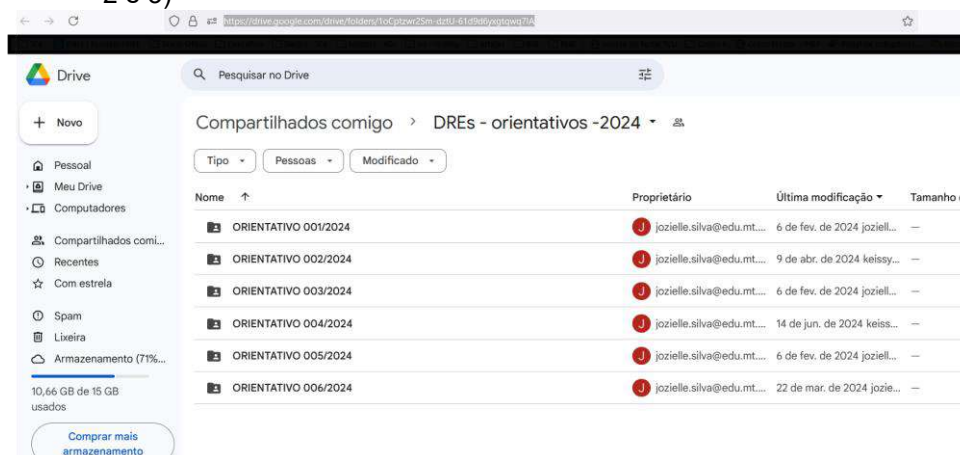 https://drive.google.com/drive/folders/
Drive
Pesquisar no Drive
Novo
Compartilhados comigo > DREs - orientativos -2024
Tipo Pessoas Modificado
Pessoal
Meu Drive
Computadores
Compartilhados comi...
Recentes
Com estrela
Spam
Lixeira
Armazenamento (71%...
10,66 GB de 15 GB
usados
Comprar mais
armazenamento
Nome Proprietário Última modificação Tamanho
ORIENTATIVO 001/2024 jozielle.silva@edu.mt.... 6 de fev. de 2024 joziell... —
ORIENTATIVO 002/2024 jozielle.silva@edu.mt.... 9 de abr. de 2024 keissy... —
ORIENTATIVO 003/2024 jozielle.silva@edu.mt.... 6 de fev. de 2024 joziell... —
ORIENTATIVO 004/2024 jozielle.silva@edu.mt.... 14 de jun. de 2024 keiss... —
ORIENTATIVO 005/2024 jozielle.silva@edu.mt.... 6 de fev. de 2024 joziell... —
ORIENTATIVO 006/2024 jozielle.silva@edu.mt.... 22 de mar. de 2024 jozie... —